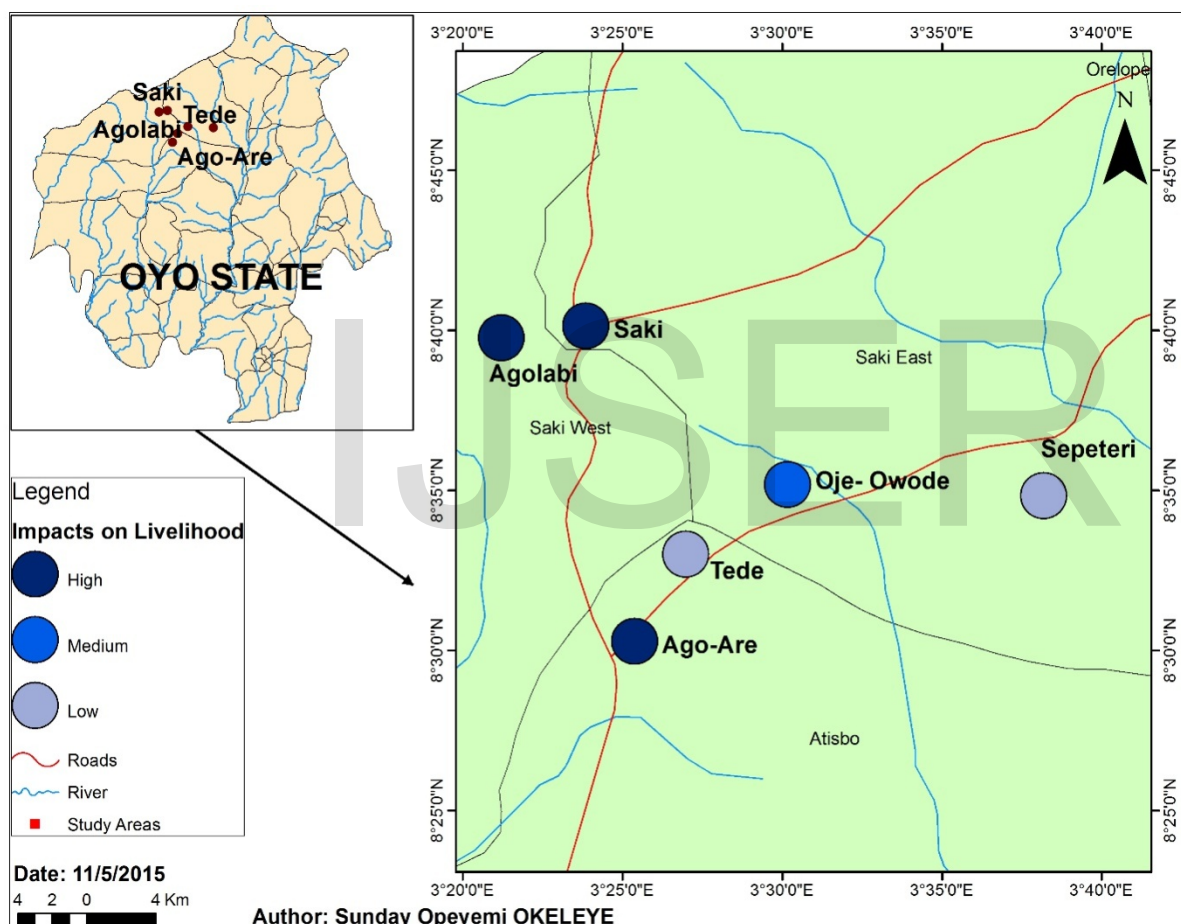 Saki
Tede
Agolabi
Ago-Are
OYO STATE
Legend
Impacts on Livelihood
High
Medium
Low
Roads
River
Study Areas
Date: 11/5/2015
4 2 0 4 Km
Author: Sunday Opeyemi OKELEYE
3°20'0"E 3°25'0"E 3°30'0"E 3°35'0"E 3°40'0"E
Orelope
N
8°45'0"N 8°45'0"N
8°40'0"N 8°40'0"N
Saki
Agolabi
Saki East
Saki West
IJSER
Sepeteri
Oje- Owode
8°35'0"N 8°35'0"N
Tede
Ago-Are
8°30'0"N 8°30'0"N
Atisbo
8°25'0"N 8°25'0"N
3°20'0"E 3°25'0"E 3°30'0"E 3°35'0"E 3°40'0"E